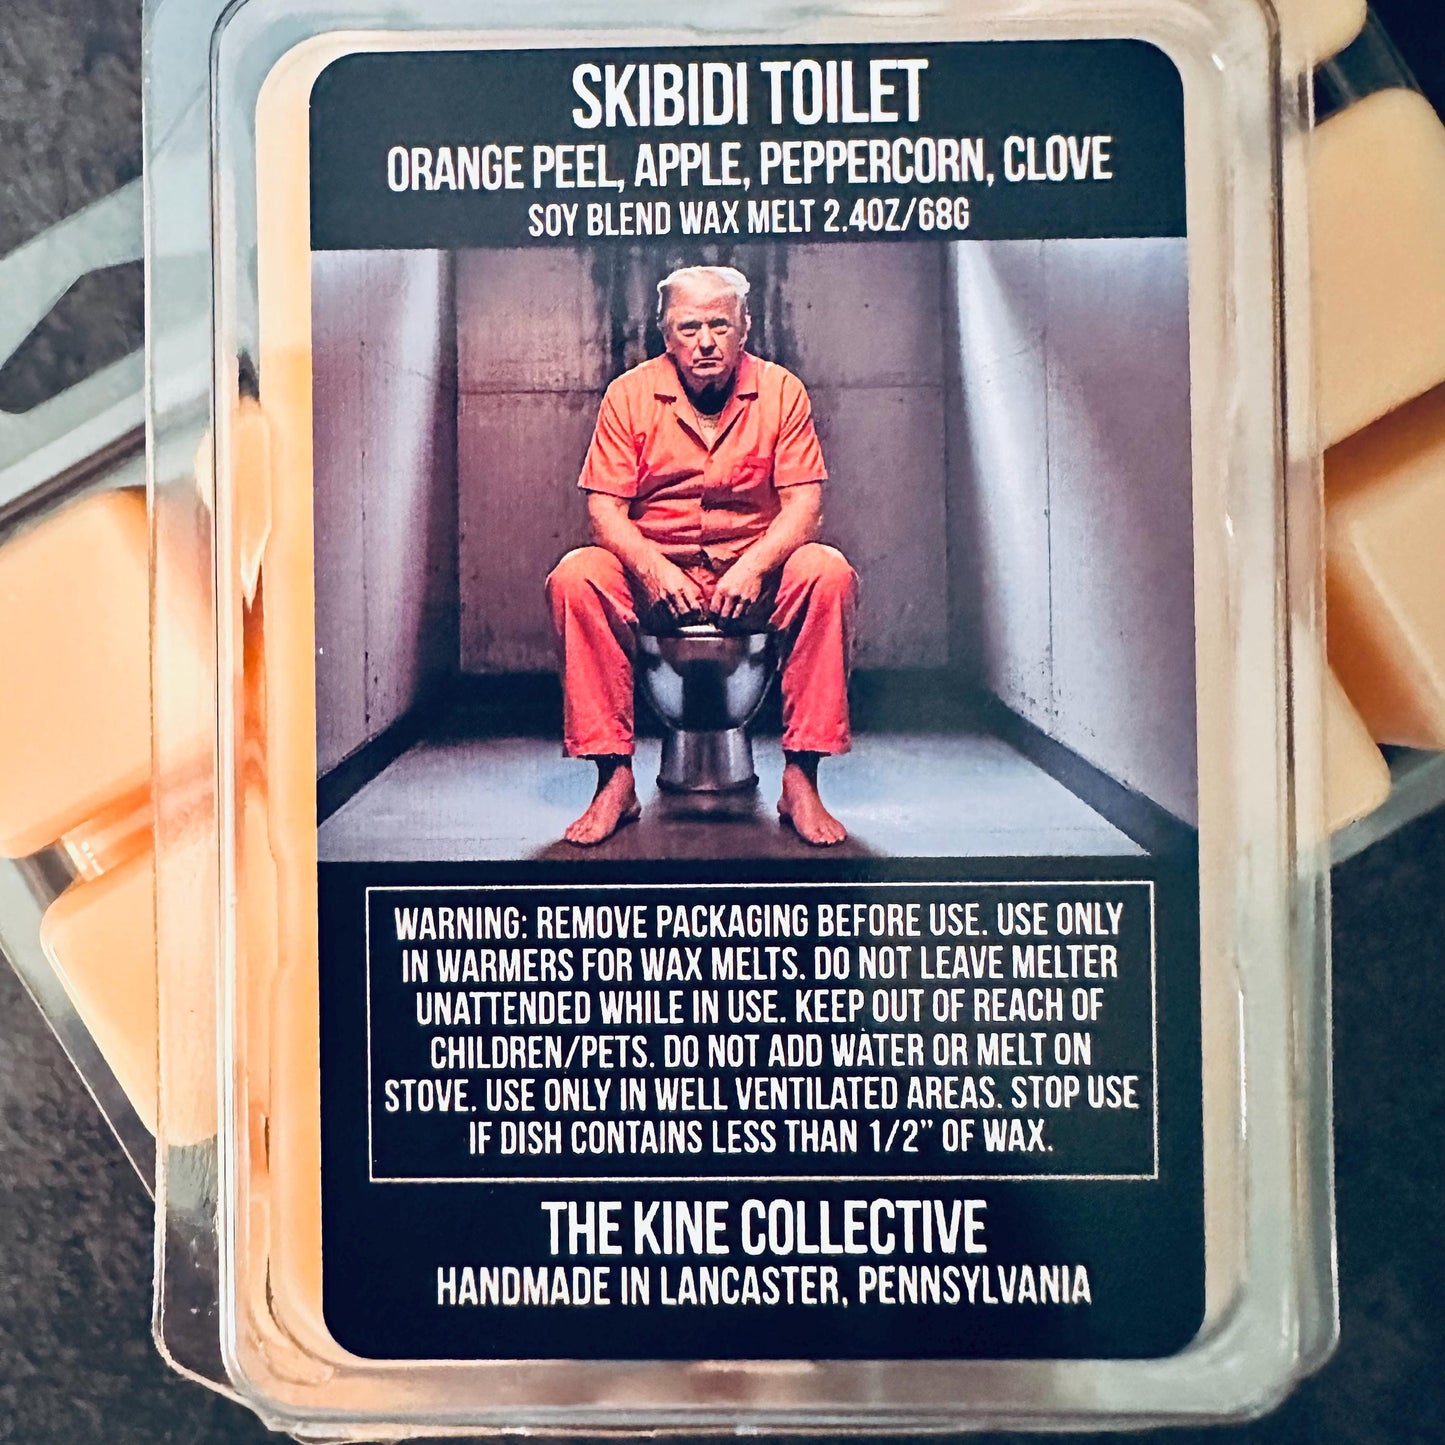 SKIBIDI TOILET
ORANGE PEEL, APPLE, PEPPERCORN, CLOVE
SOY BLEND WAX MELT 2.4OZ/68G
WARNING: REMOVE PACKAGING BEFORE USE. USE ONLY
IN WARMERS FOR WAX MELTS. DO NOT LEAVE MELTER
UNATTENDED WHILE IN USE. KEEP OUT OF REACH OF
CHILDREN/PETS. DO NOT ADD WATER OR MELT ON
STOVE. USE ONLY IN WELL VENTILATED AREAS. STOP USE
IF DISH CONTAINS LESS THAN 1/2" OF WAX.
THE KINE COLLECTIVE
HANDMADE IN LANCASTER, PENNSYLVANIA